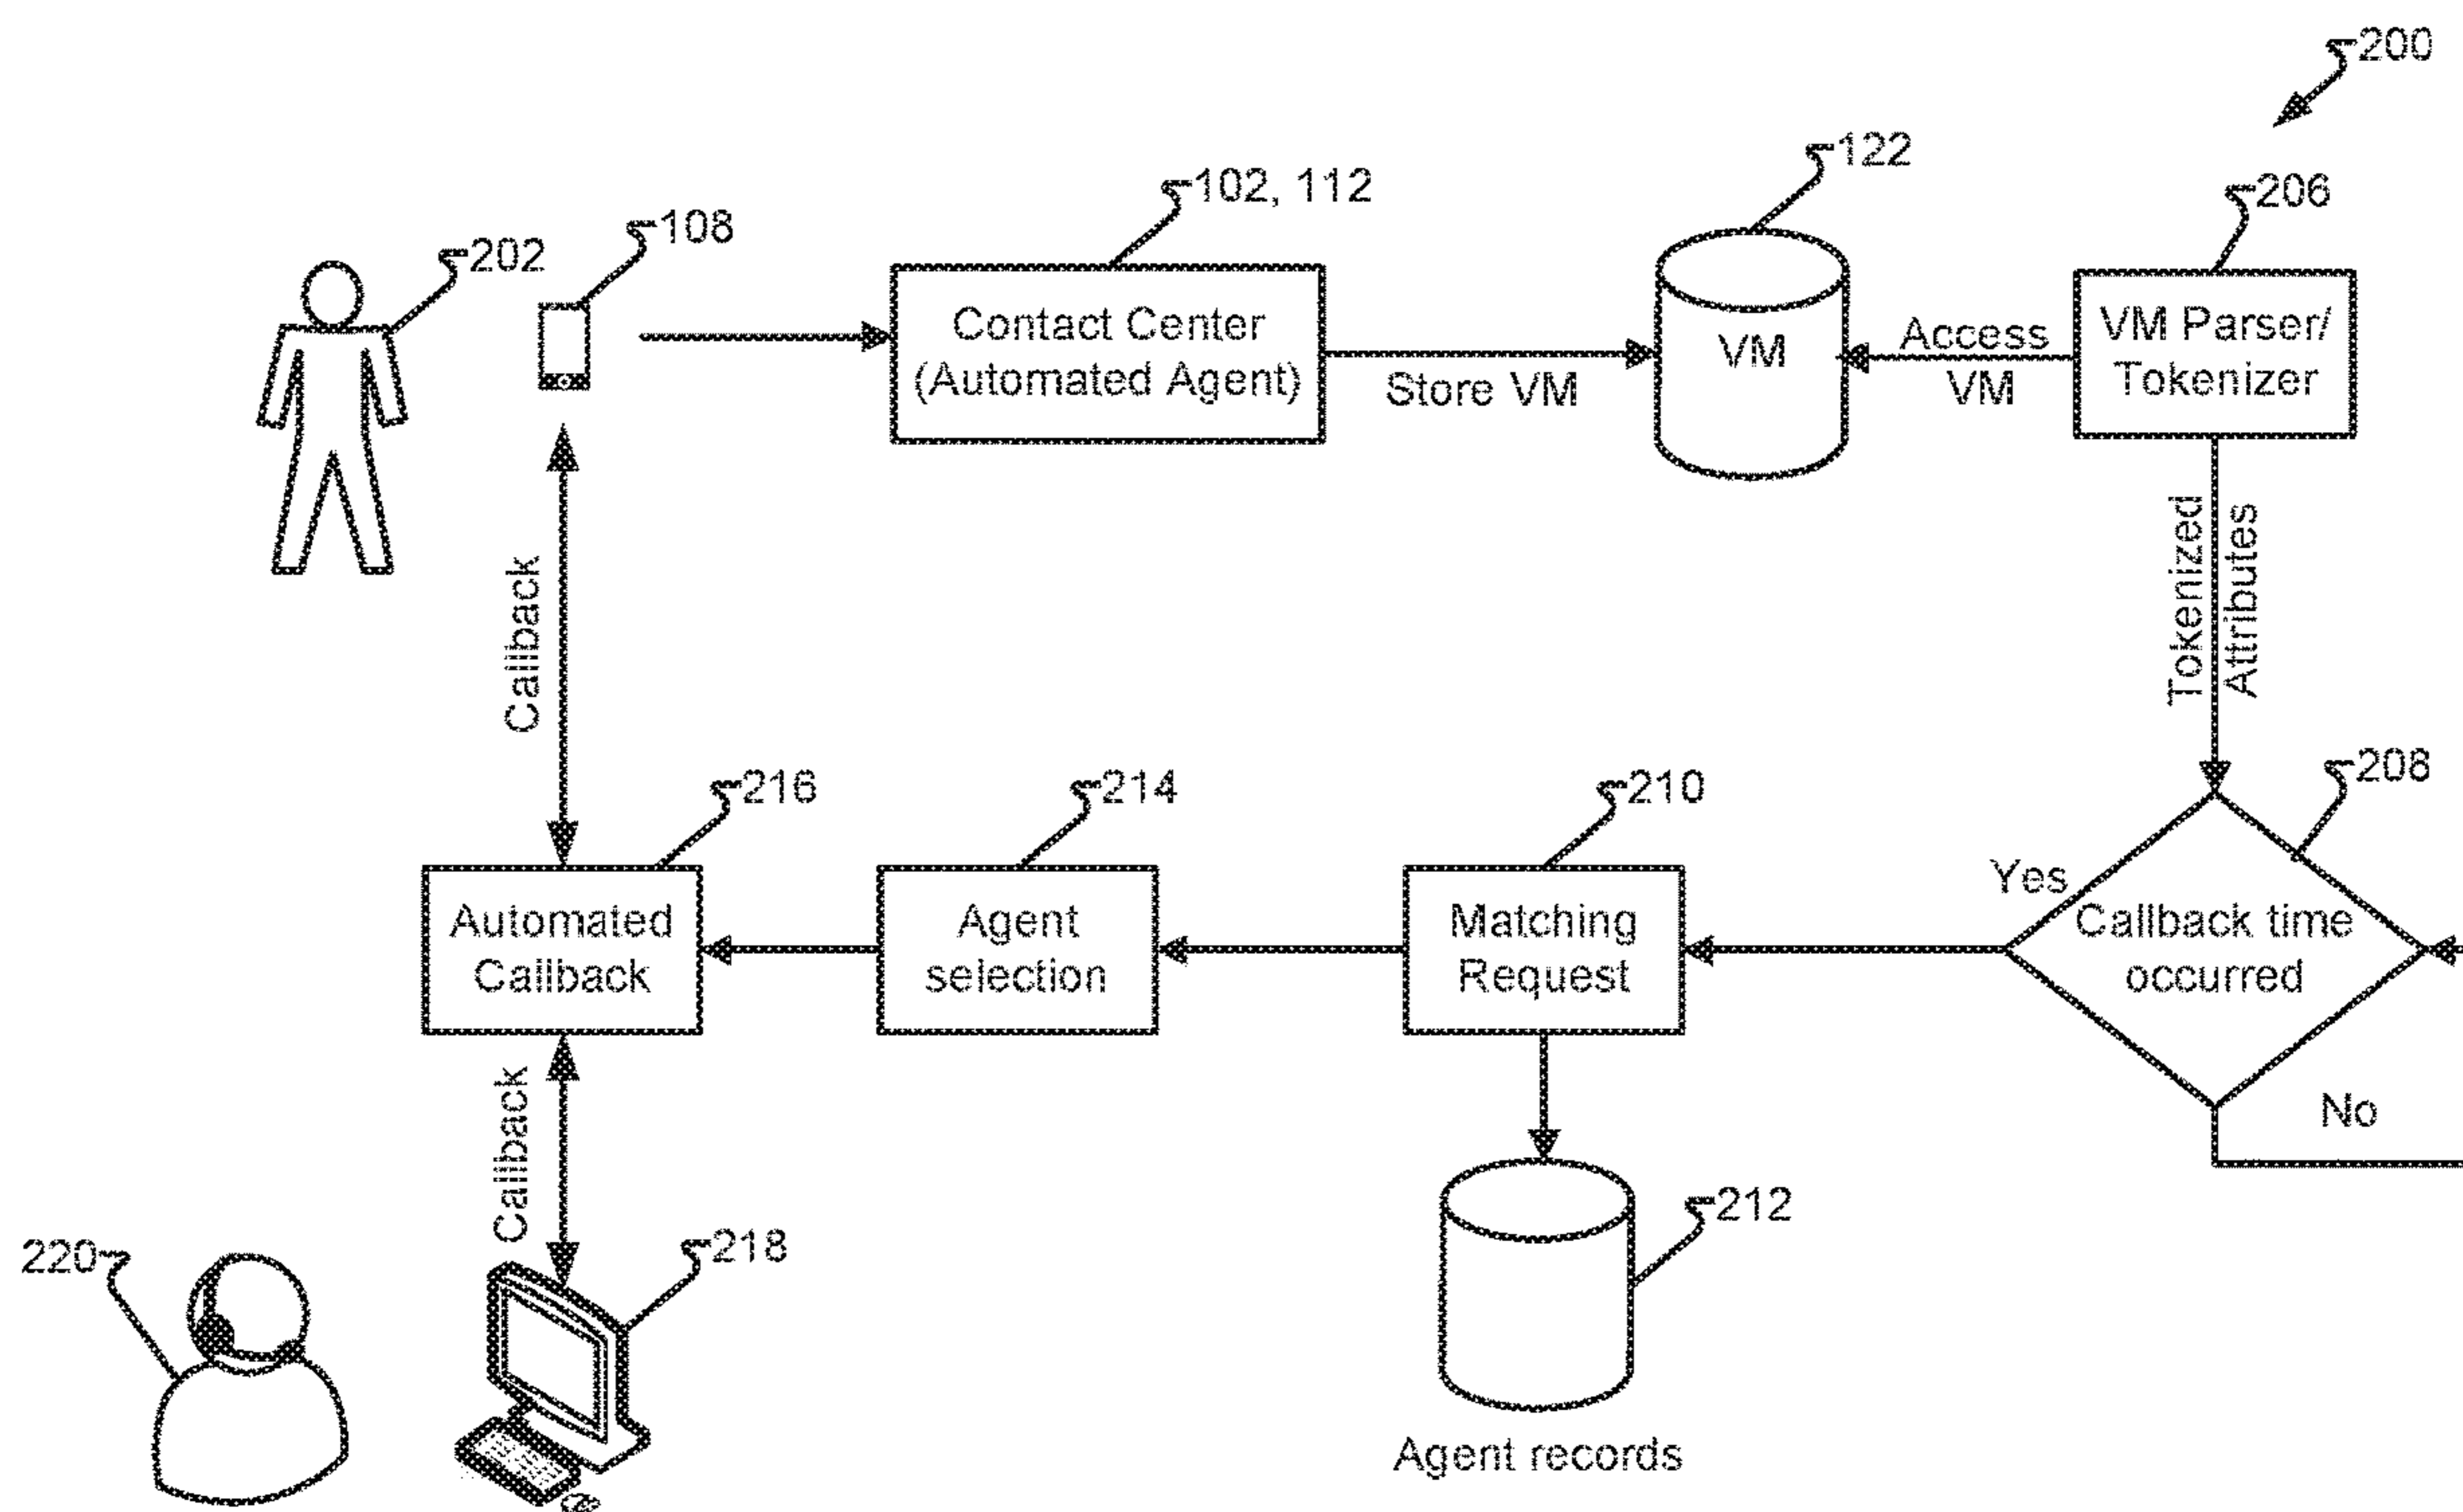 200
122
102, 112
206
108
202
Contact Center
(Automated Agent)
Store VM
VM
Access
VM
VM Parser/
Tokenizer
Tokenized
Attributes
Callback
216
214
210
208
Automated
Callback
Agent
selection
Matching
Request
Yes
Callback time
occurred
No
Callback
220
218
212
Agent records